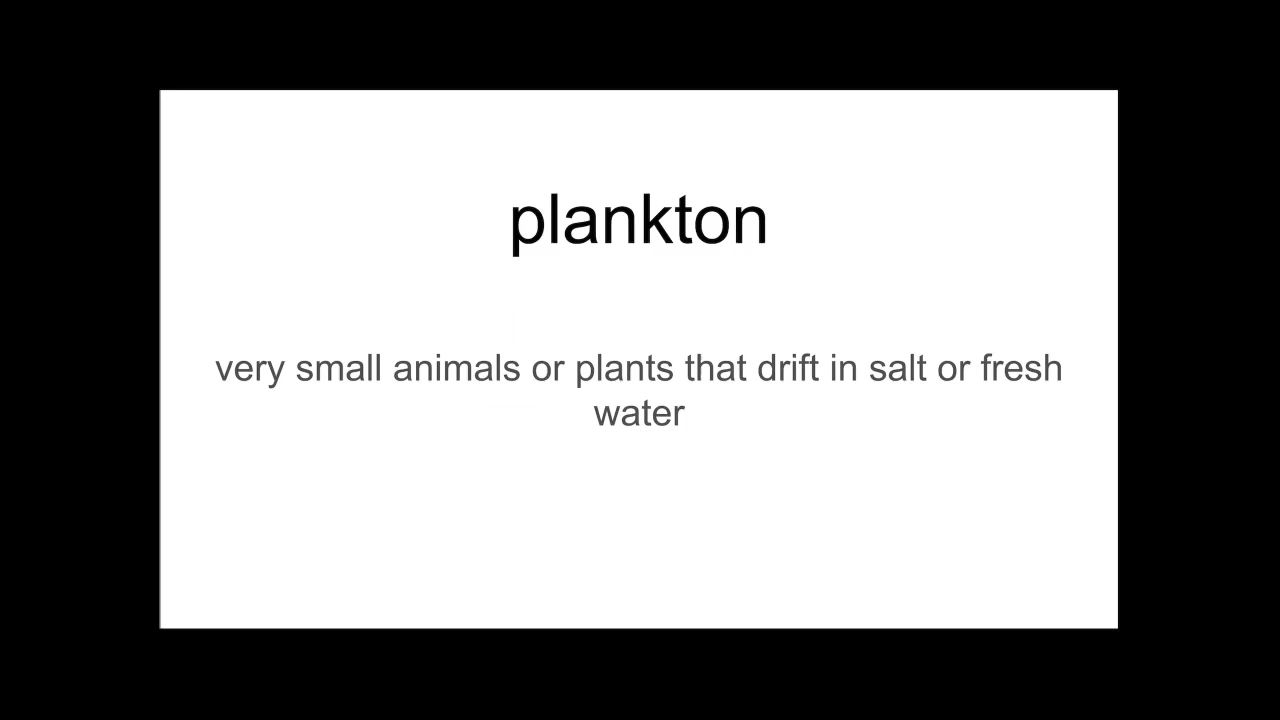 plankton
very small animals or plants that drift in salt or fresh
water